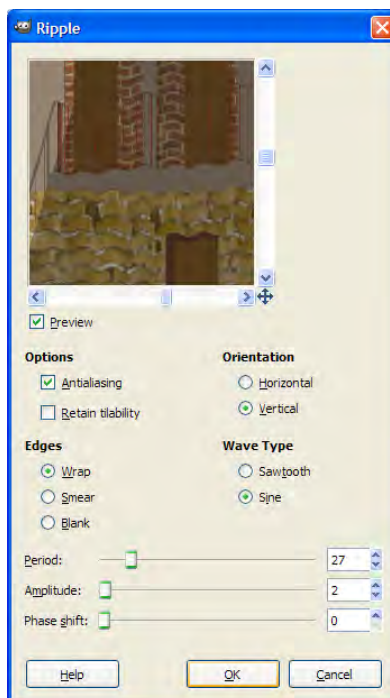 Ripple
Preview
Options
Orientation
Antialiasing
Horizontal
Retain tilability
Vertical
Edges
Wave Type
Wrap
Sawtooth
Smear
Sine
Blank
Period: 27
Amplitude: 2
Phase shift: 0
Help OK Cancel